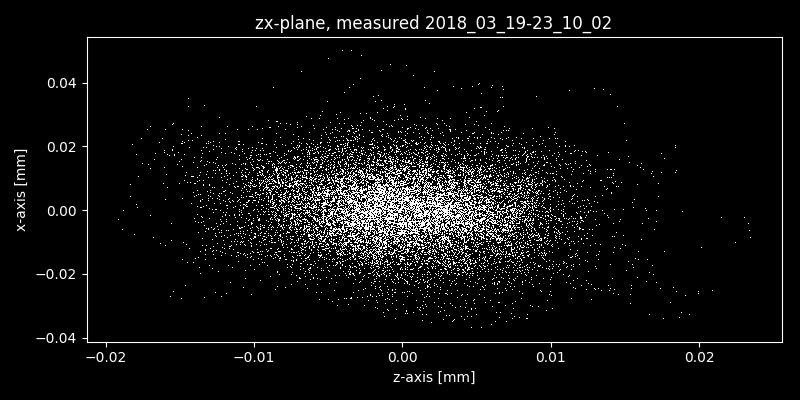 zx-plane, measured 2018_03_19-23_10_02
0.04
0.02
0.00
−0.02
−0.04
x-axis [mm]
−0.02 −0.01 0.00 0.01 0.02
z-axis [mm]